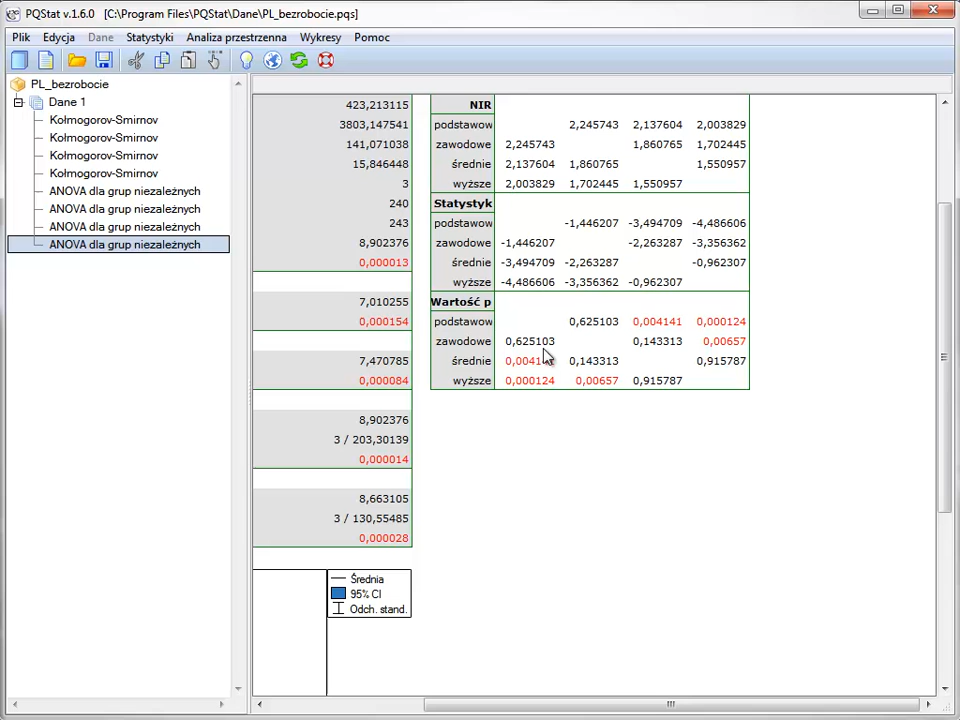 PQStat v.1.6.0   [C:\Program Files\PQStat\Dane\PL_bezrobocie.pqs]
Plik Edycja Dane Statystyki Analiza przestrzenna Wykresy Pomoc
PL_bezrobocie
Dane 1
Kołmogorov-Smirnov
Kołmogorov-Smirnov
Kołmogorov-Smirnov
Kołmogorov-Smirnov
ANOVA dla grup niezależnych
ANOVA dla grup niezależnych
ANOVA dla grup niezależnych
ANOVA dla grup niezależnych
423,213115
3803,147541
141,071038
15,846448
3
240
243
8,902376
0,000013
7,010255
0,000154
7,470785
0,000084
8,902376
3 / 203,30139
0,000014
8,663105
3 / 130,55485
0,000028
NIR
podstawow 2,245743 2,137604 2,003829
zawodowe 2,245743 1,860765 1,702445
średnie 2,137604 1,860765 1,550957
wyższe 2,003829 1,702445 1,550957
Statystyk
podstawow -1,446207 -3,494709 -4,486606
zawodowe -1,446207 -2,263287 -3,356362
średnie -3,494709 -2,263287 -0,962307
wyższe -4,486606 -3,356362 -0,962307
Wartość p
podstawow 0,625103 0,004141 0,000124
zawodowe 0,625103 0,143313 0,00657
średnie 0,143313 0,915787
wyższe 0,000124 0,00657 0,915787
Średnia
95% CI
Odch. stand.